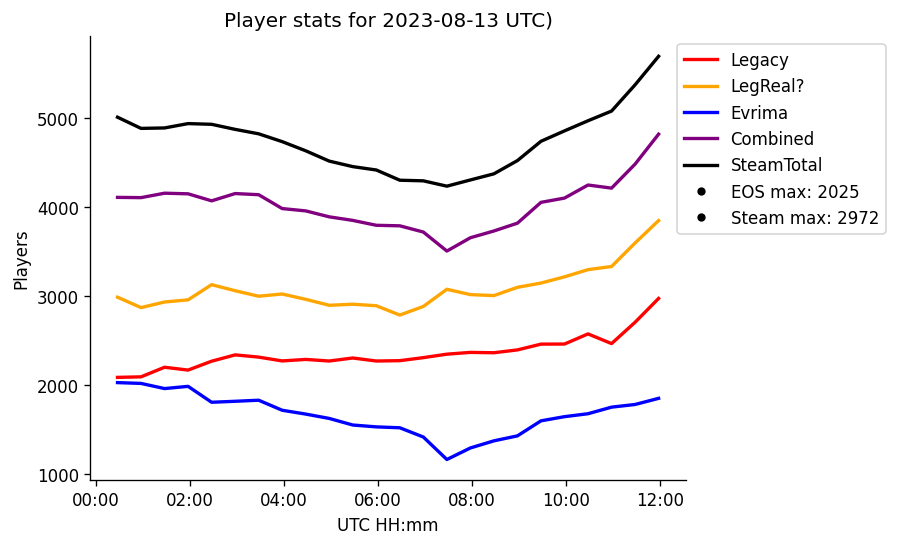 Player stats for 2023-08-13 UTC)
Legacy
LegReal?
Evrima
Combined
SteamTotal
EOS max: 2025
Steam max: 2972
Players
5000
4000
3000
2000
1000
00:00 02:00 04:00 06:00 08:00 10:00 12:00
UTC HH:mm